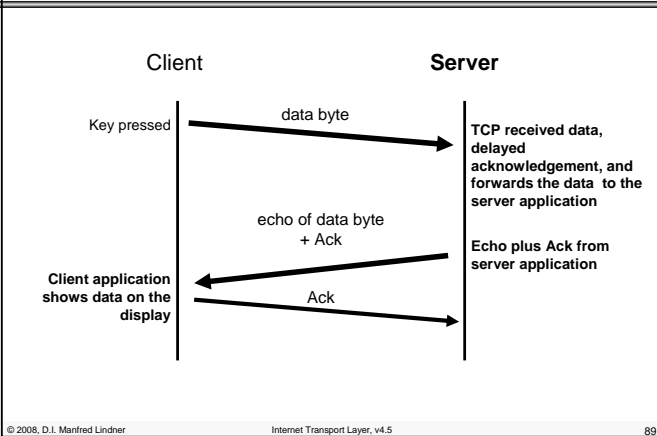 Client
Server
Key pressed
data byte
TCP received data,
delayed
acknowledgement, and
forwards the data to the
server application
echo of data byte
+ Ack
Echo plus Ack from
server application
Client application
shows data on the
display
Ack
© 2008, D.I. Manfred Lindner
Internet Transport Layer, v4.5
89